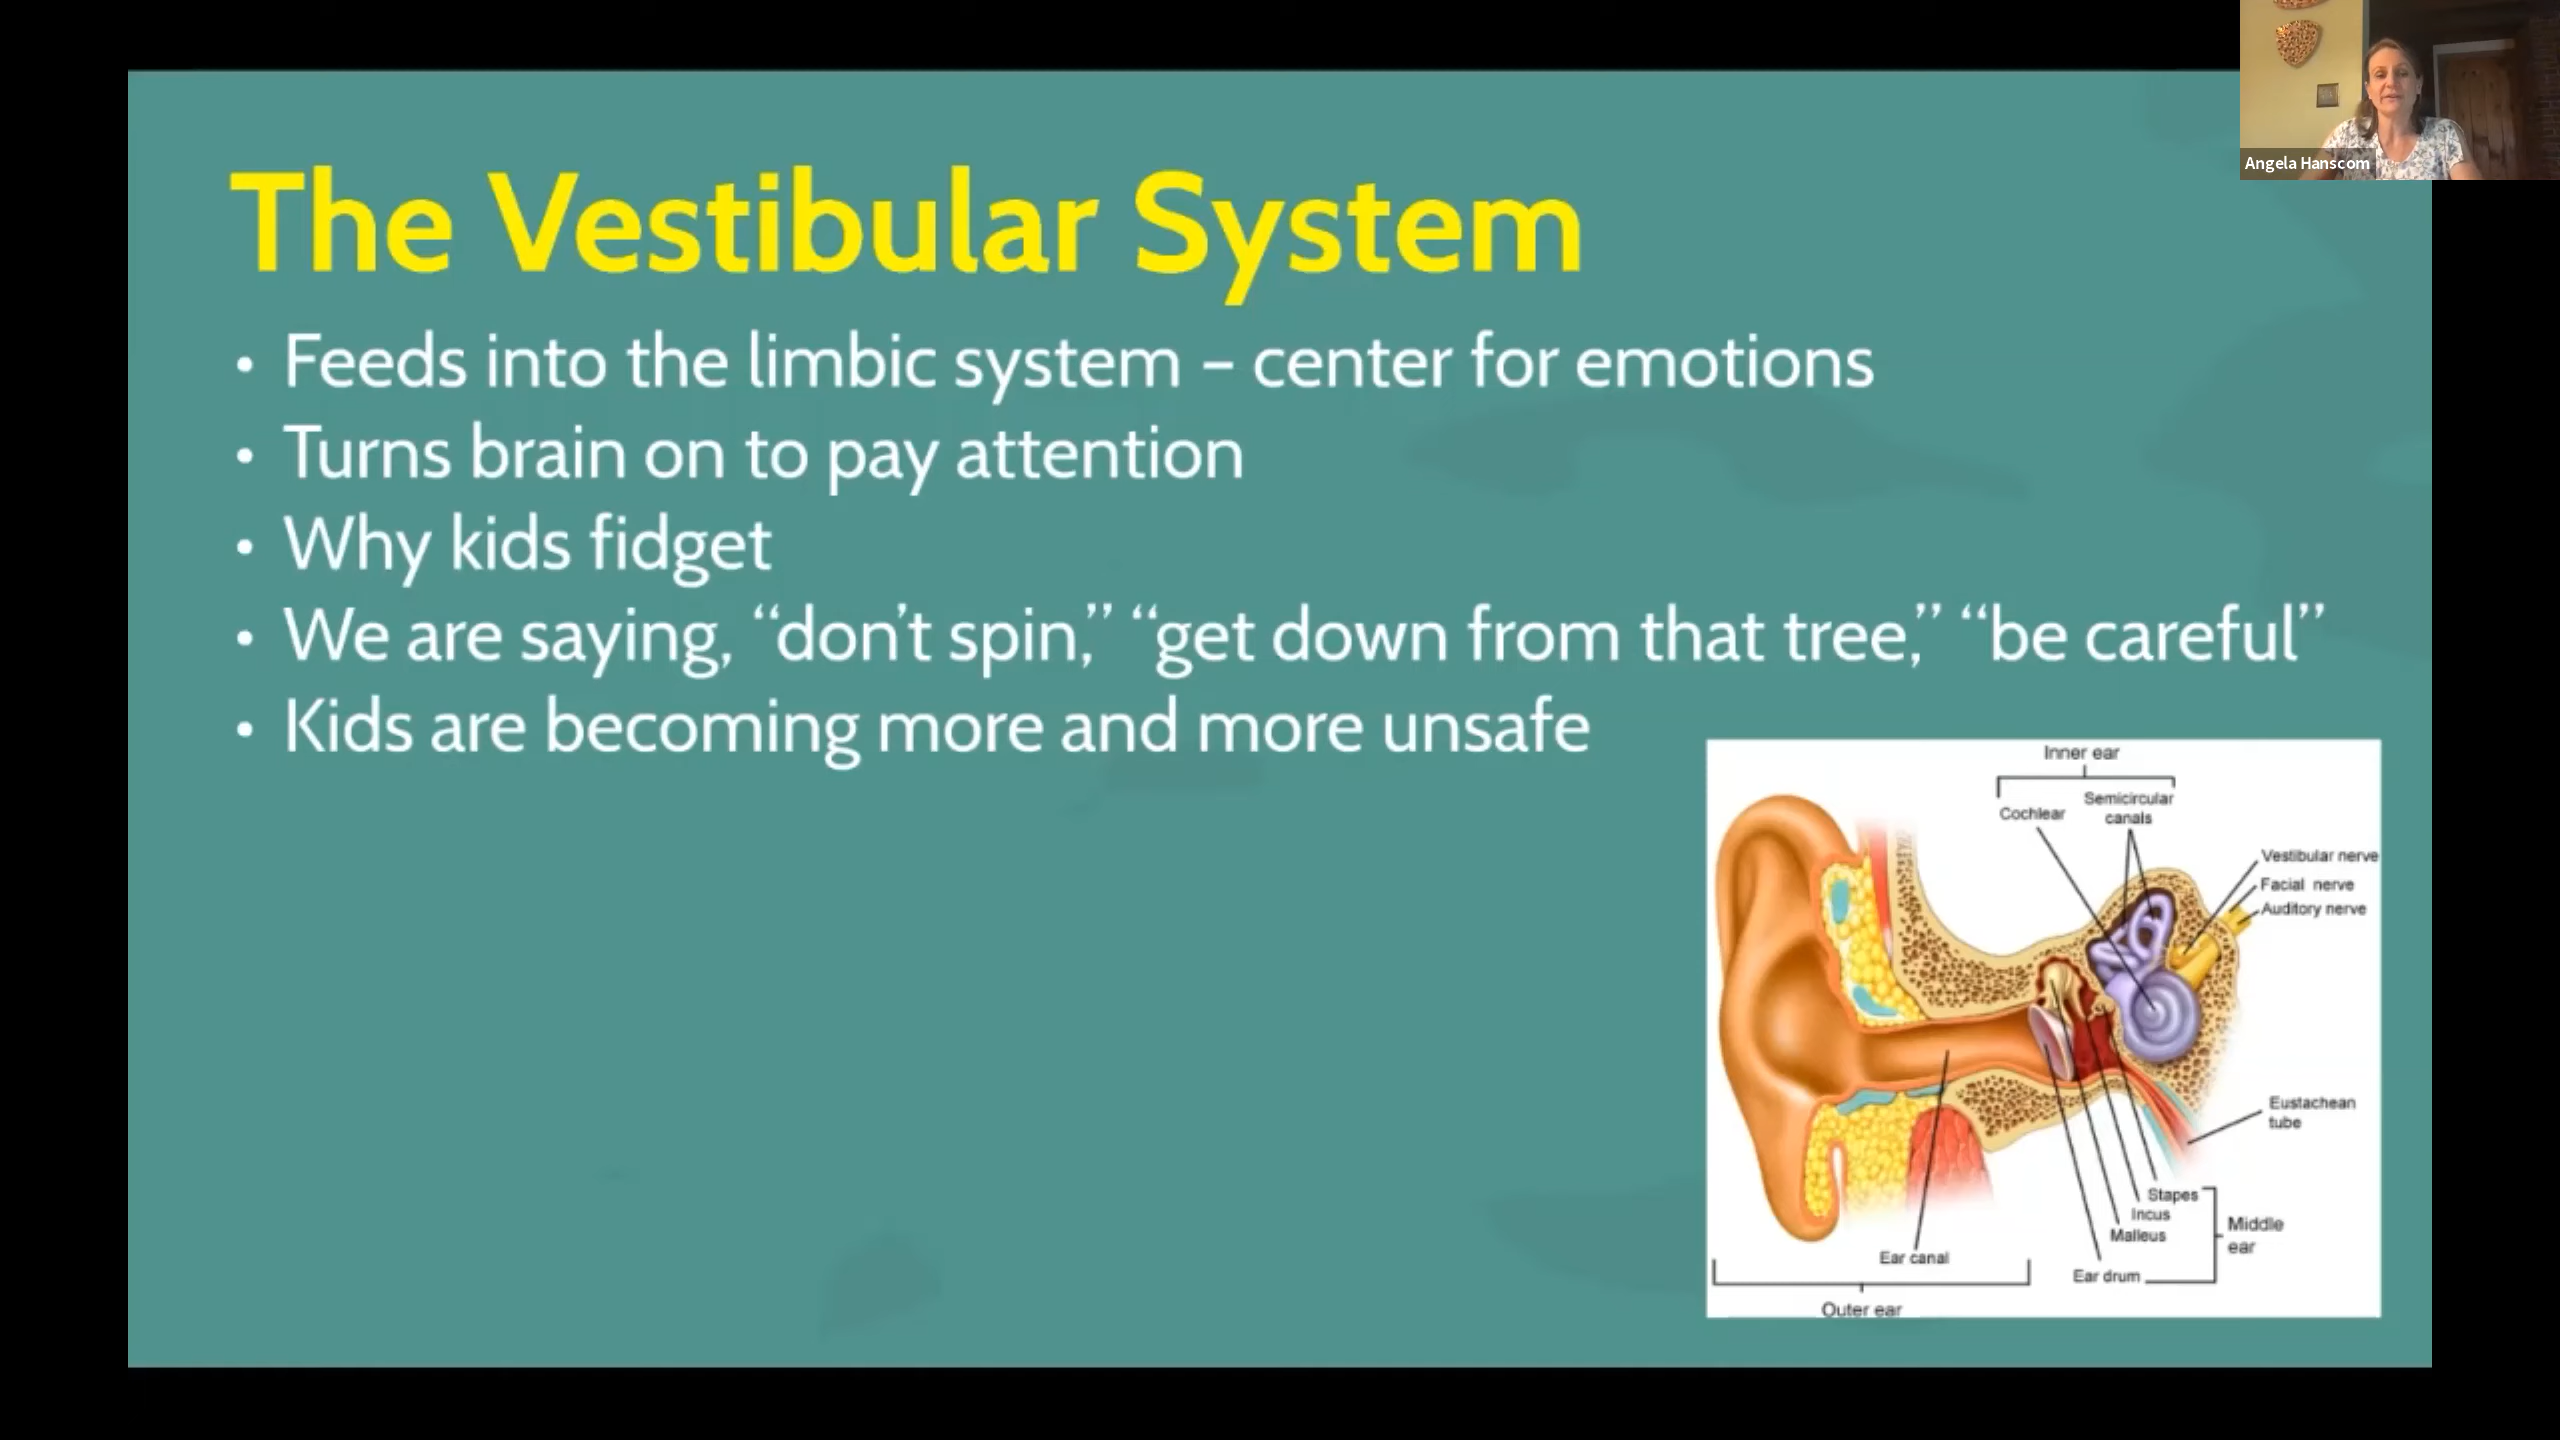 Angela Hanscom
The Vestibular System
• Feeds into the limbic system – center for emotions
• Turns brain on to pay attention
• Why kids fidget
• We are saying, “don’t spin,” “get down from that tree,” “be careful”
• Kids are becoming more and more unsafe
Inner ear
Cochlear
Semicircular
canals
Vestibular nerve
Facial nerve
Auditory nerve
Eustachean
tube
Stapes
Incus
Malleus
Middle
ear
Ear canal
Ear drum
Outer ear